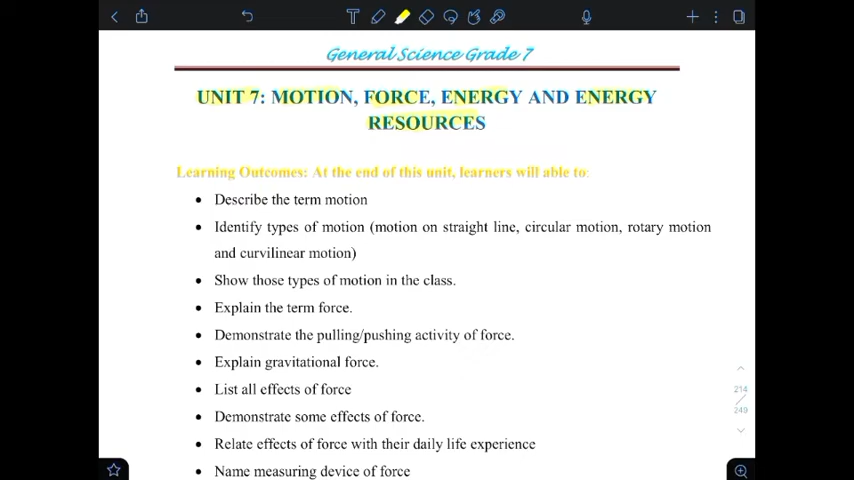 General Science Grade 7
UNIT 7: MOTION, FORCE, ENERGY AND ENERGY
RESOURCES
Learning Outcomes: At the end of this unit, learners will able to:
• Describe the term motion
• Identify types of motion (motion on straight line, circular motion, rotary motion
and curvilinear motion)
• Show those types of motion in the class.
• Explain the term force.
• Demonstrate the pulling/pushing activity of force.
• Explain gravitational force.
• List all effects of force
• Demonstrate some effects of force.
• Relate effects of force with their daily life experience
• Name measuring device of force
214
/
249